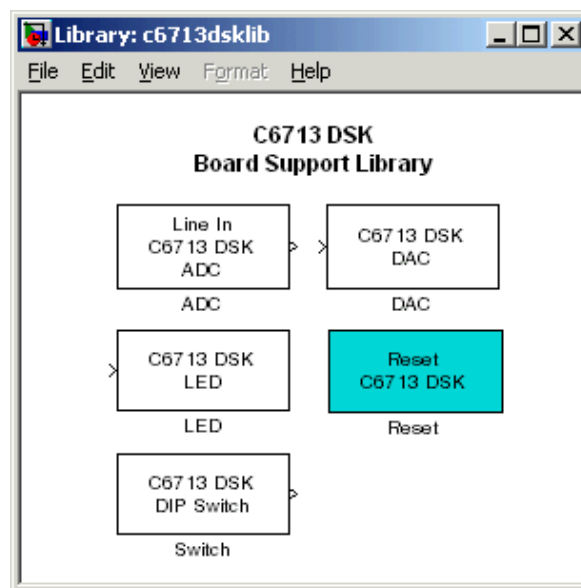 Library: c6713dsklib
File Edit View Format Help
C6713 DSK
Board Support Library
Line In
C6713 DSK
ADC
ADC
C6713 DSK
DAC
DAC
C6713 DSK
LED
LED
Reset
C6713 DSK
Reset
C6713 DSK
DIP Switch
Switch